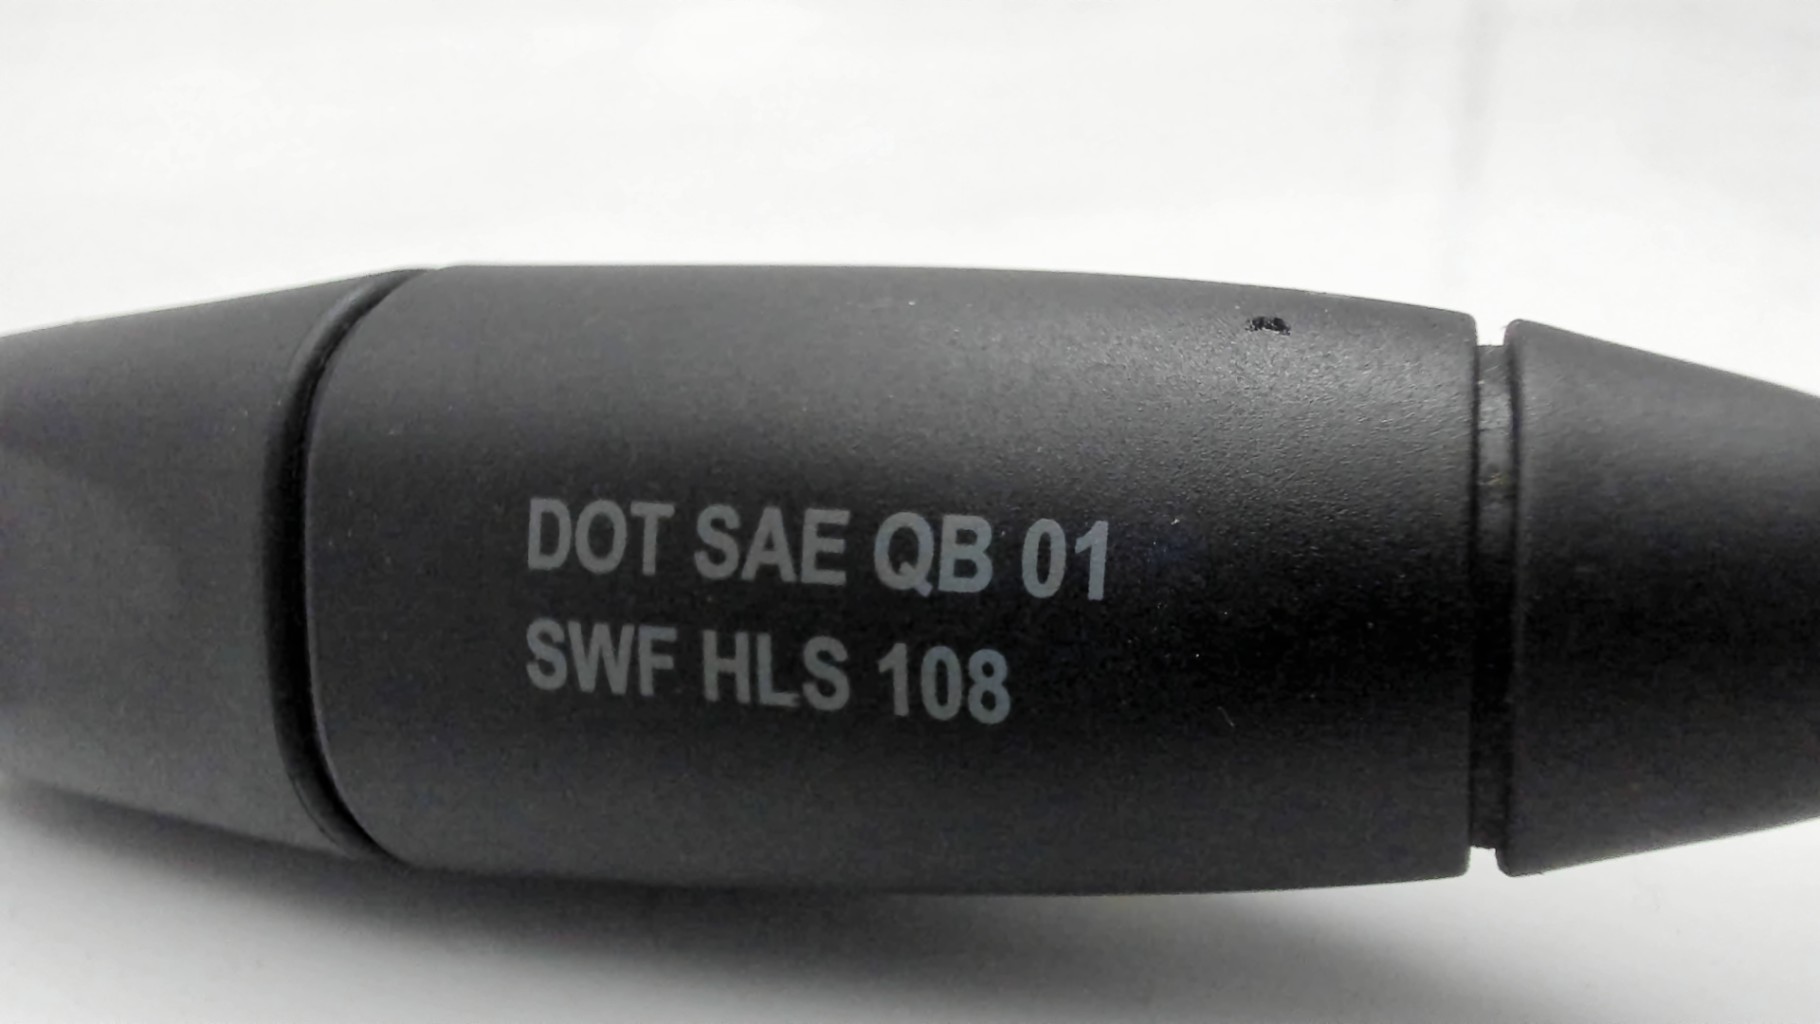 DOT SAE QB 01
SWF HLS 108